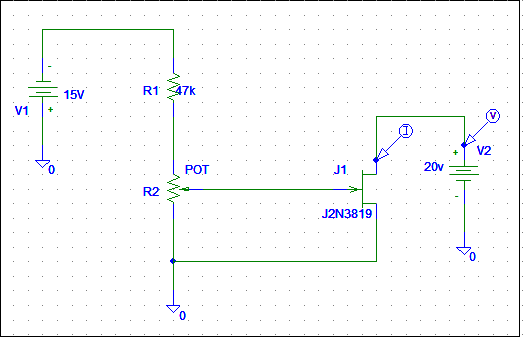 -
R1
47k
15V
V1
+
0
POT
R2
J1
J2N3819
I
V
+
V2
20v
-
0
0